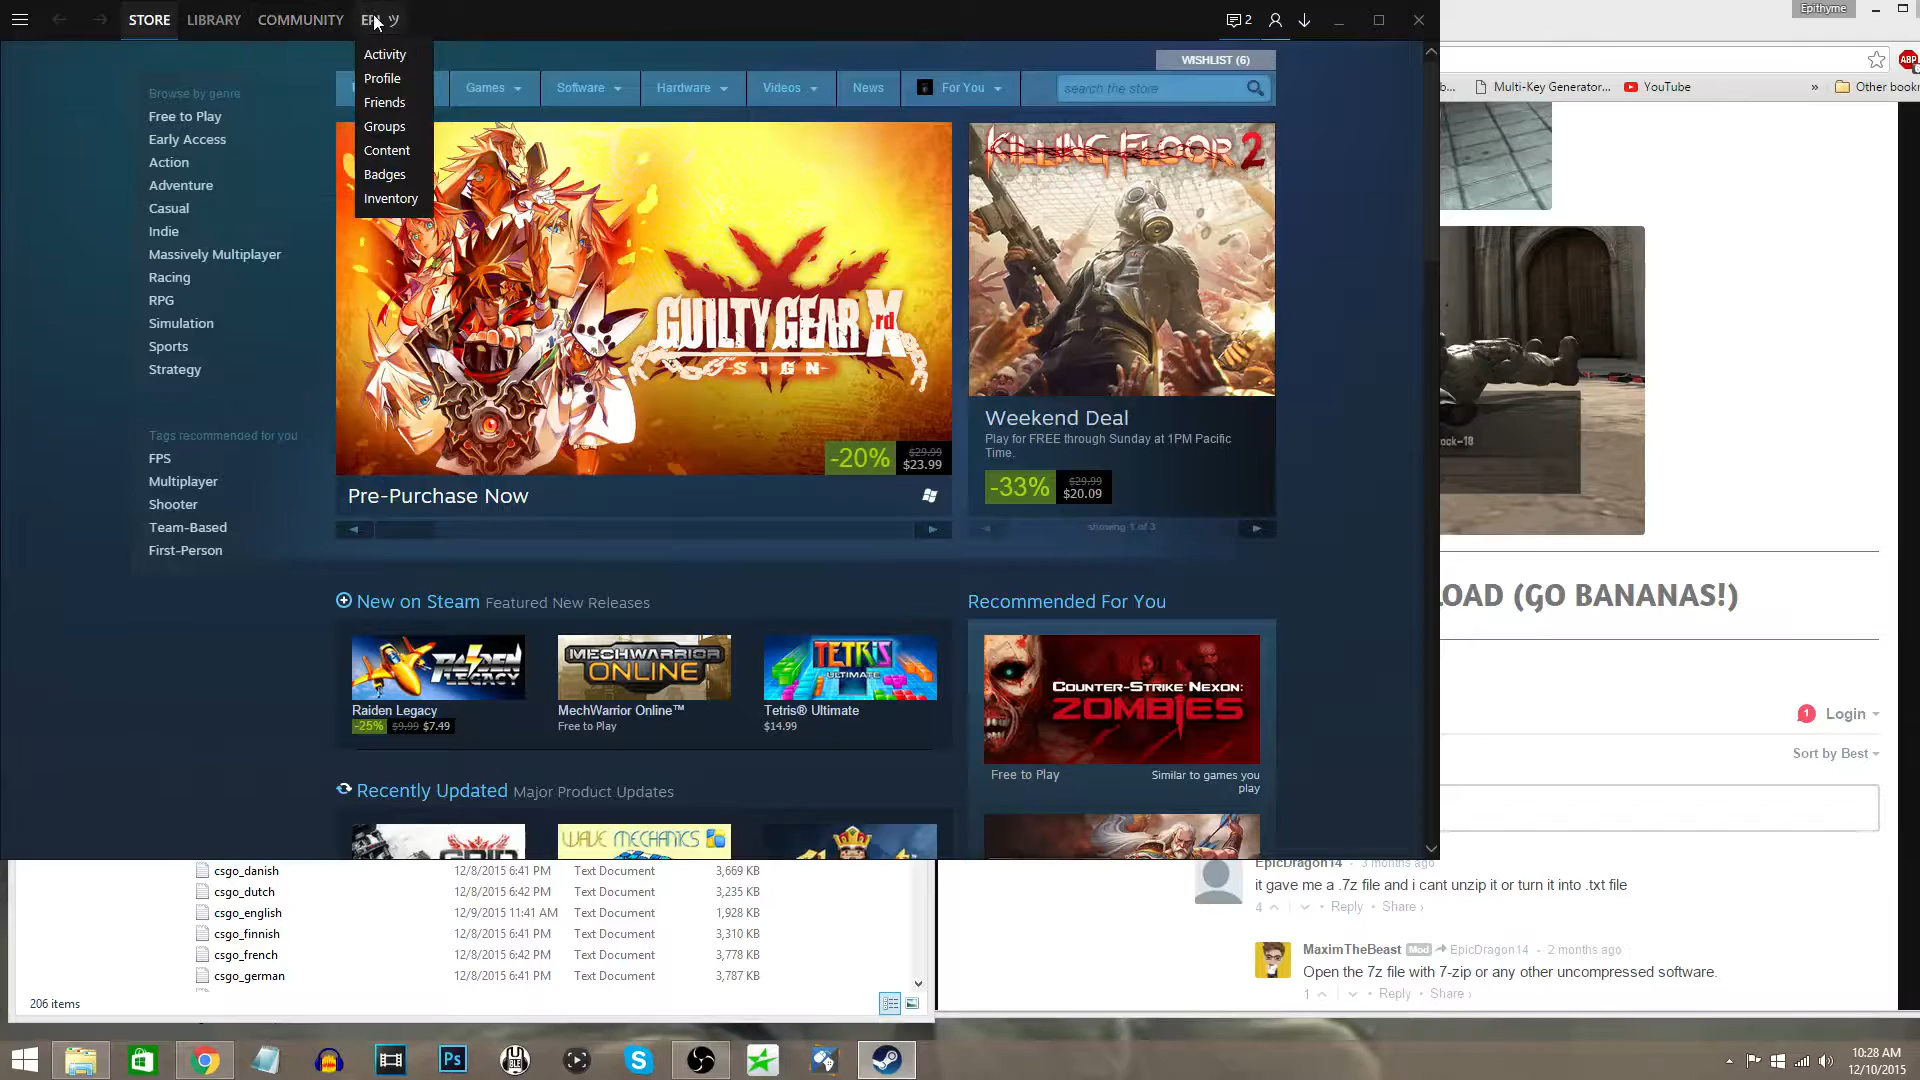 STORE
LIBRARY
COMMUNITY
2
Epithyme
Activity
Profile
Friends
Groups
Content
Badges
Inventory
WISHLIST (6)
Games
Software
Hardware
Videos
News
For You
search the store
Multi-Key Generator...
YouTube
»
Other book
ABP
Browse by genre
Free to Play
Early Access
Action
Adventure
Casual
Indie
Massively Multiplayer
Racing
RPG
Simulation
Sports
Strategy
Tags recommended for you
FPS
Multiplayer
Shooter
Team-Based
First-Person
GUILTY GEAR Xrd
-SIGN-
-20%
$29.99
$23.99
Pre-Purchase Now
KILLING FLOOR 2
Weekend Deal
Play for FREE through Sunday at 1PM Pacific
Time.
-33%
$29.99
$20.09
showing 1 of 3
ock-18
LOAD (GO BANANAS!)
New on Steam Featured New Releases
RAIDEN
LEGACY
Raiden Legacy
-25% $9.99 $7.49
MECHWARRIOR
ONLINE
MechWarrior Online™
Free to Play
TETRIS
ULTIMATE
Tetris® Ultimate
$14.99
Recommended For You
COUNTER-STRIKE NEXON:
ZOMBIES
Free to Play
Similar to games you
play
Recently Updated Major Product Updates
GRID
WAVE MECHANICS
1 Login
Sort by Best
csgo_danish 12/8/2015 6:41 PM Text Document 3,669 KB
csgo_dutch 12/8/2015 6:42 PM Text Document 3,235 KB
csgo_english 12/9/2015 11:41 AM Text Document 1,928 KB
csgo_finnish 12/8/2015 6:41 PM Text Document 3,310 KB
csgo_french 12/8/2015 6:42 PM Text Document 3,778 KB
csgo_german 12/8/2015 6:41 PM Text Document 3,787 KB
206 items
EpicDragon14 · 3 months ago
it gave me a .7z file and i cant unzip it or turn it into .txt file
4 • Reply • Share ›
MaximTheBeast Mod EpicDragon14 · 2 months ago
Open the 7z file with 7-zip or any other uncompressed software.
1 • Reply • Share ›
Ps
10:28 AM
12/10/2015